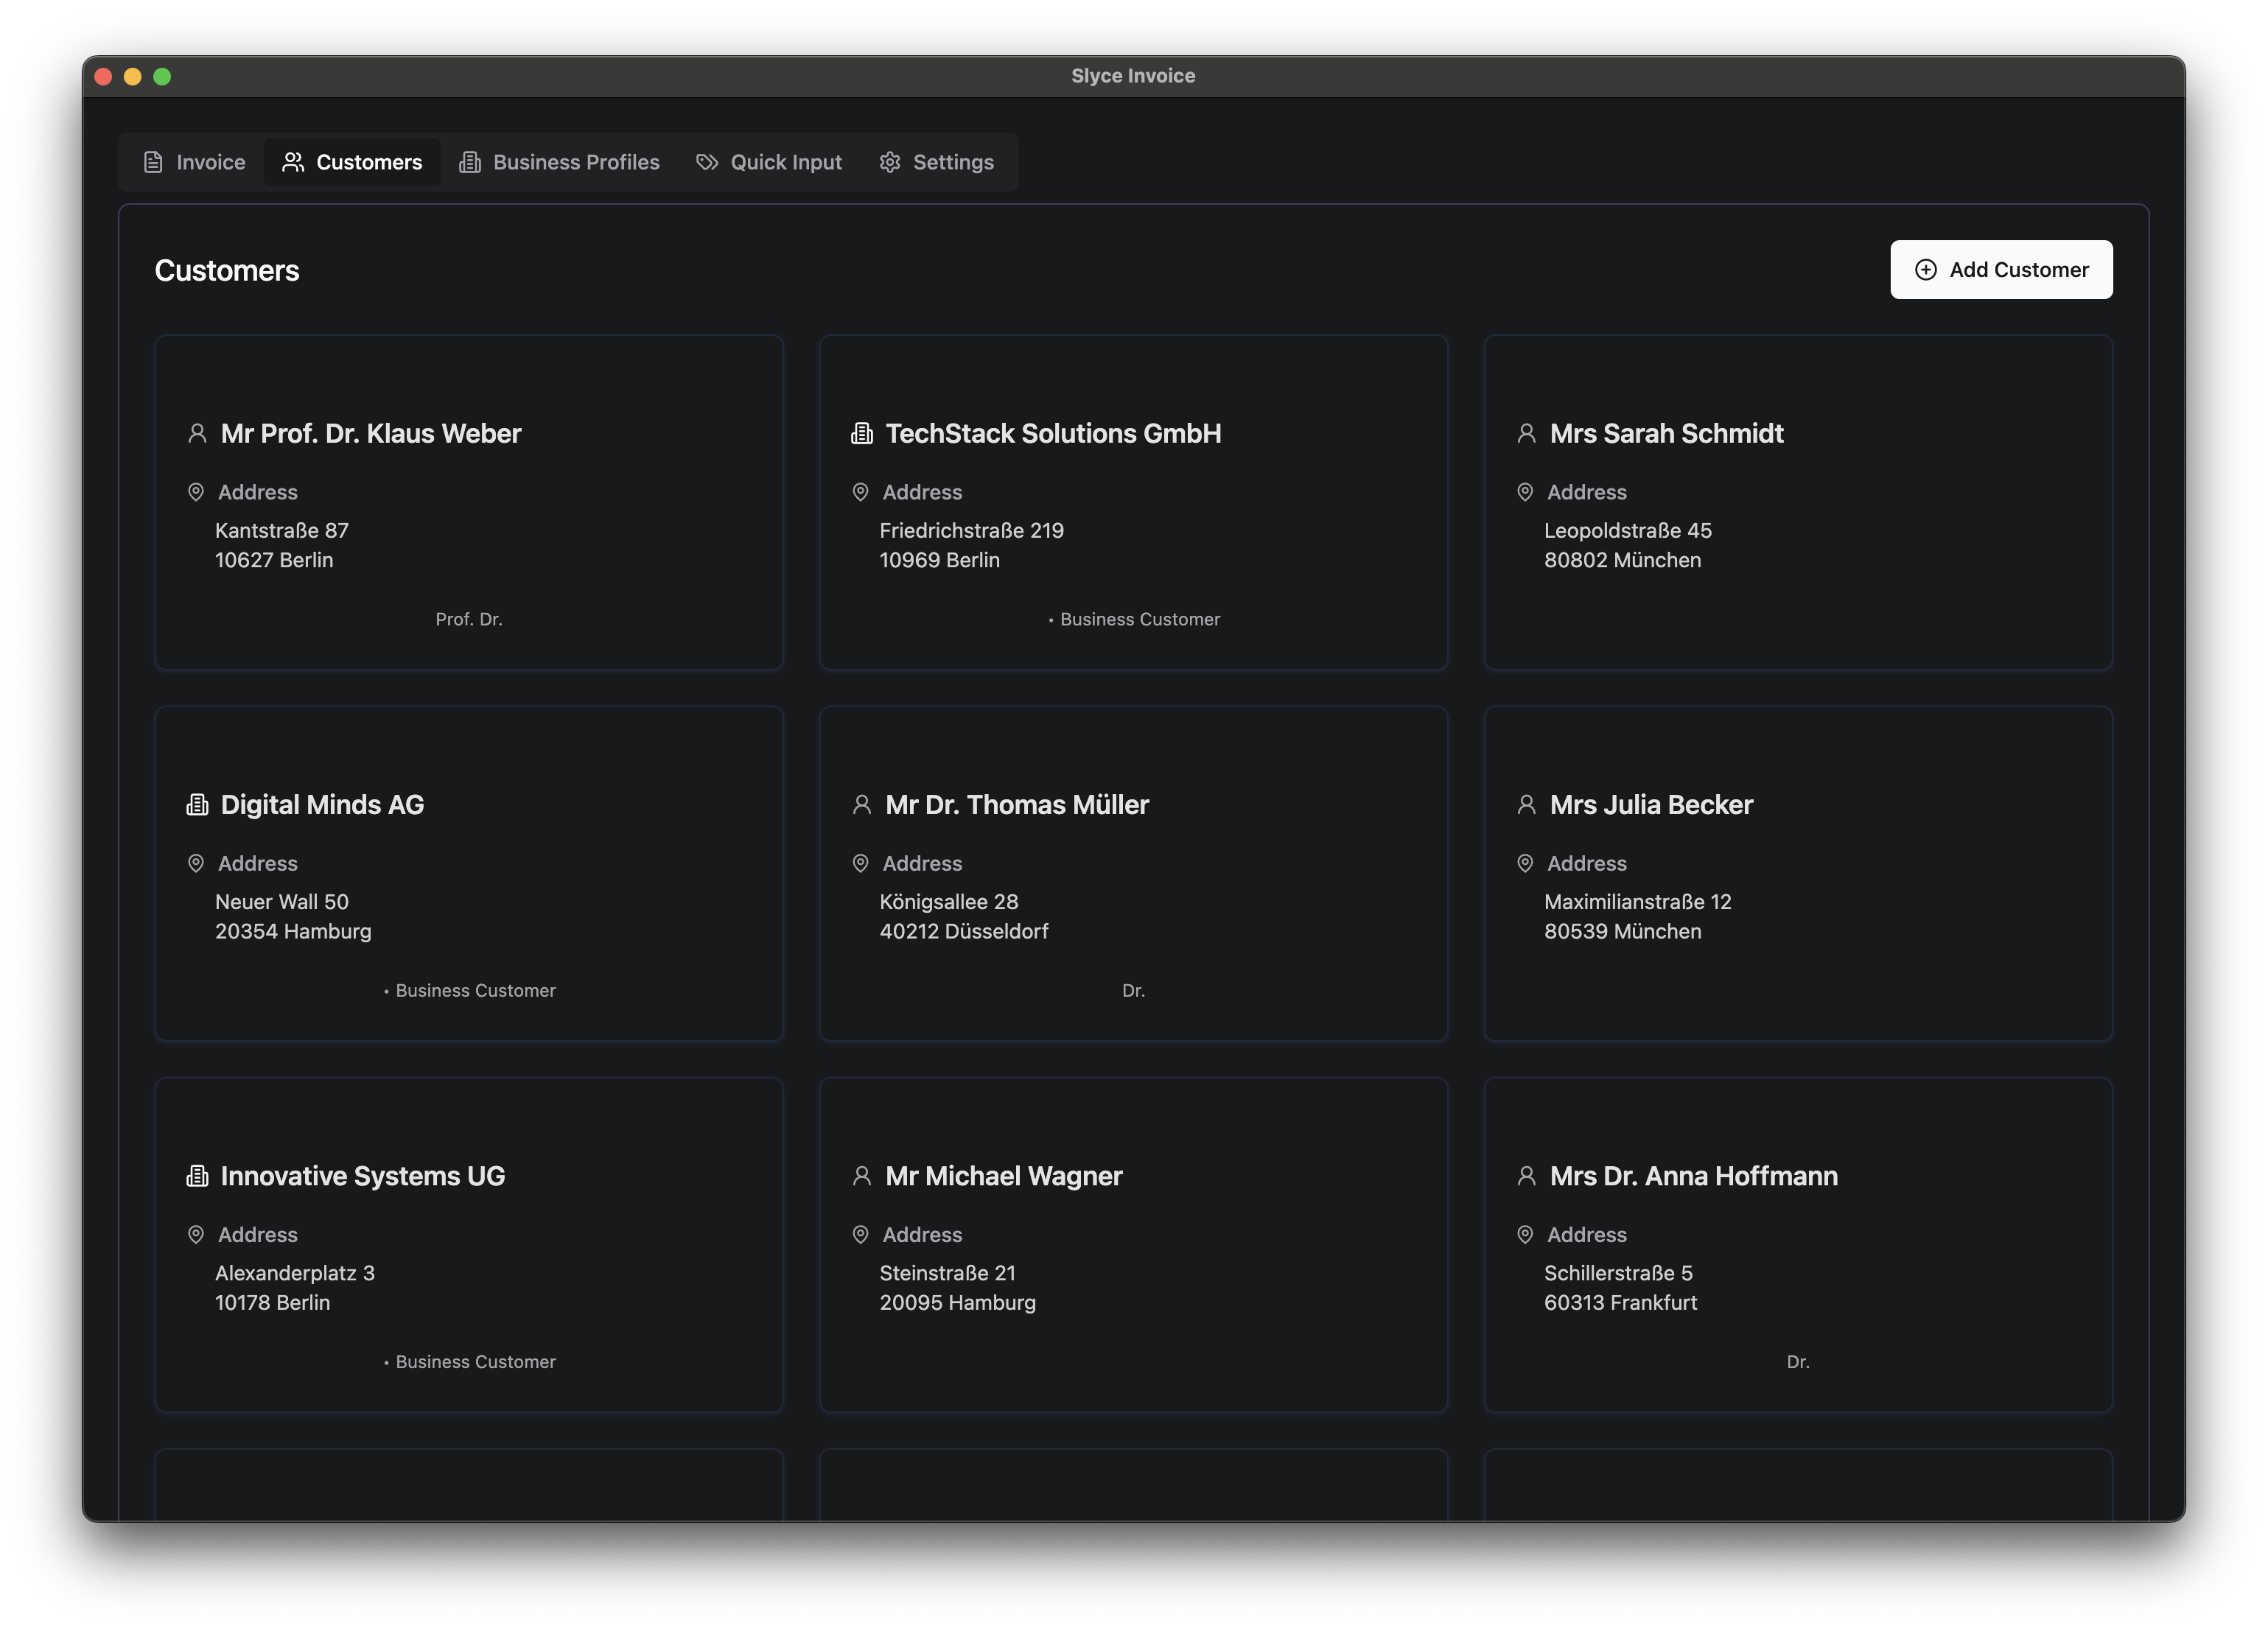 Slyce Invoice
Invoice
Customers
Business Profiles
Quick Input
Settings
Customers
Add Customer
Mr Prof. Dr. Klaus Weber
Address
Kantstraße 87
10627 Berlin
Prof. Dr.
TechStack Solutions GmbH
Address
Friedrichstraße 219
10969 Berlin
• Business Customer
Mrs Sarah Schmidt
Address
Leopoldstraße 45
80802 München
Digital Minds AG
Address
Neuer Wall 50
20354 Hamburg
• Business Customer
Mr Dr. Thomas Müller
Address
Königsallee 28
40212 Düsseldorf
Dr.
Mrs Julia Becker
Address
Maximilianstraße 12
80539 München
Innovative Systems UG
Address
Alexanderplatz 3
10178 Berlin
• Business Customer
Mr Michael Wagner
Address
Steinstraße 21
20095 Hamburg
Mrs Dr. Anna Hoffmann
Address
Schillerstraße 5
60313 Frankfurt
Dr.